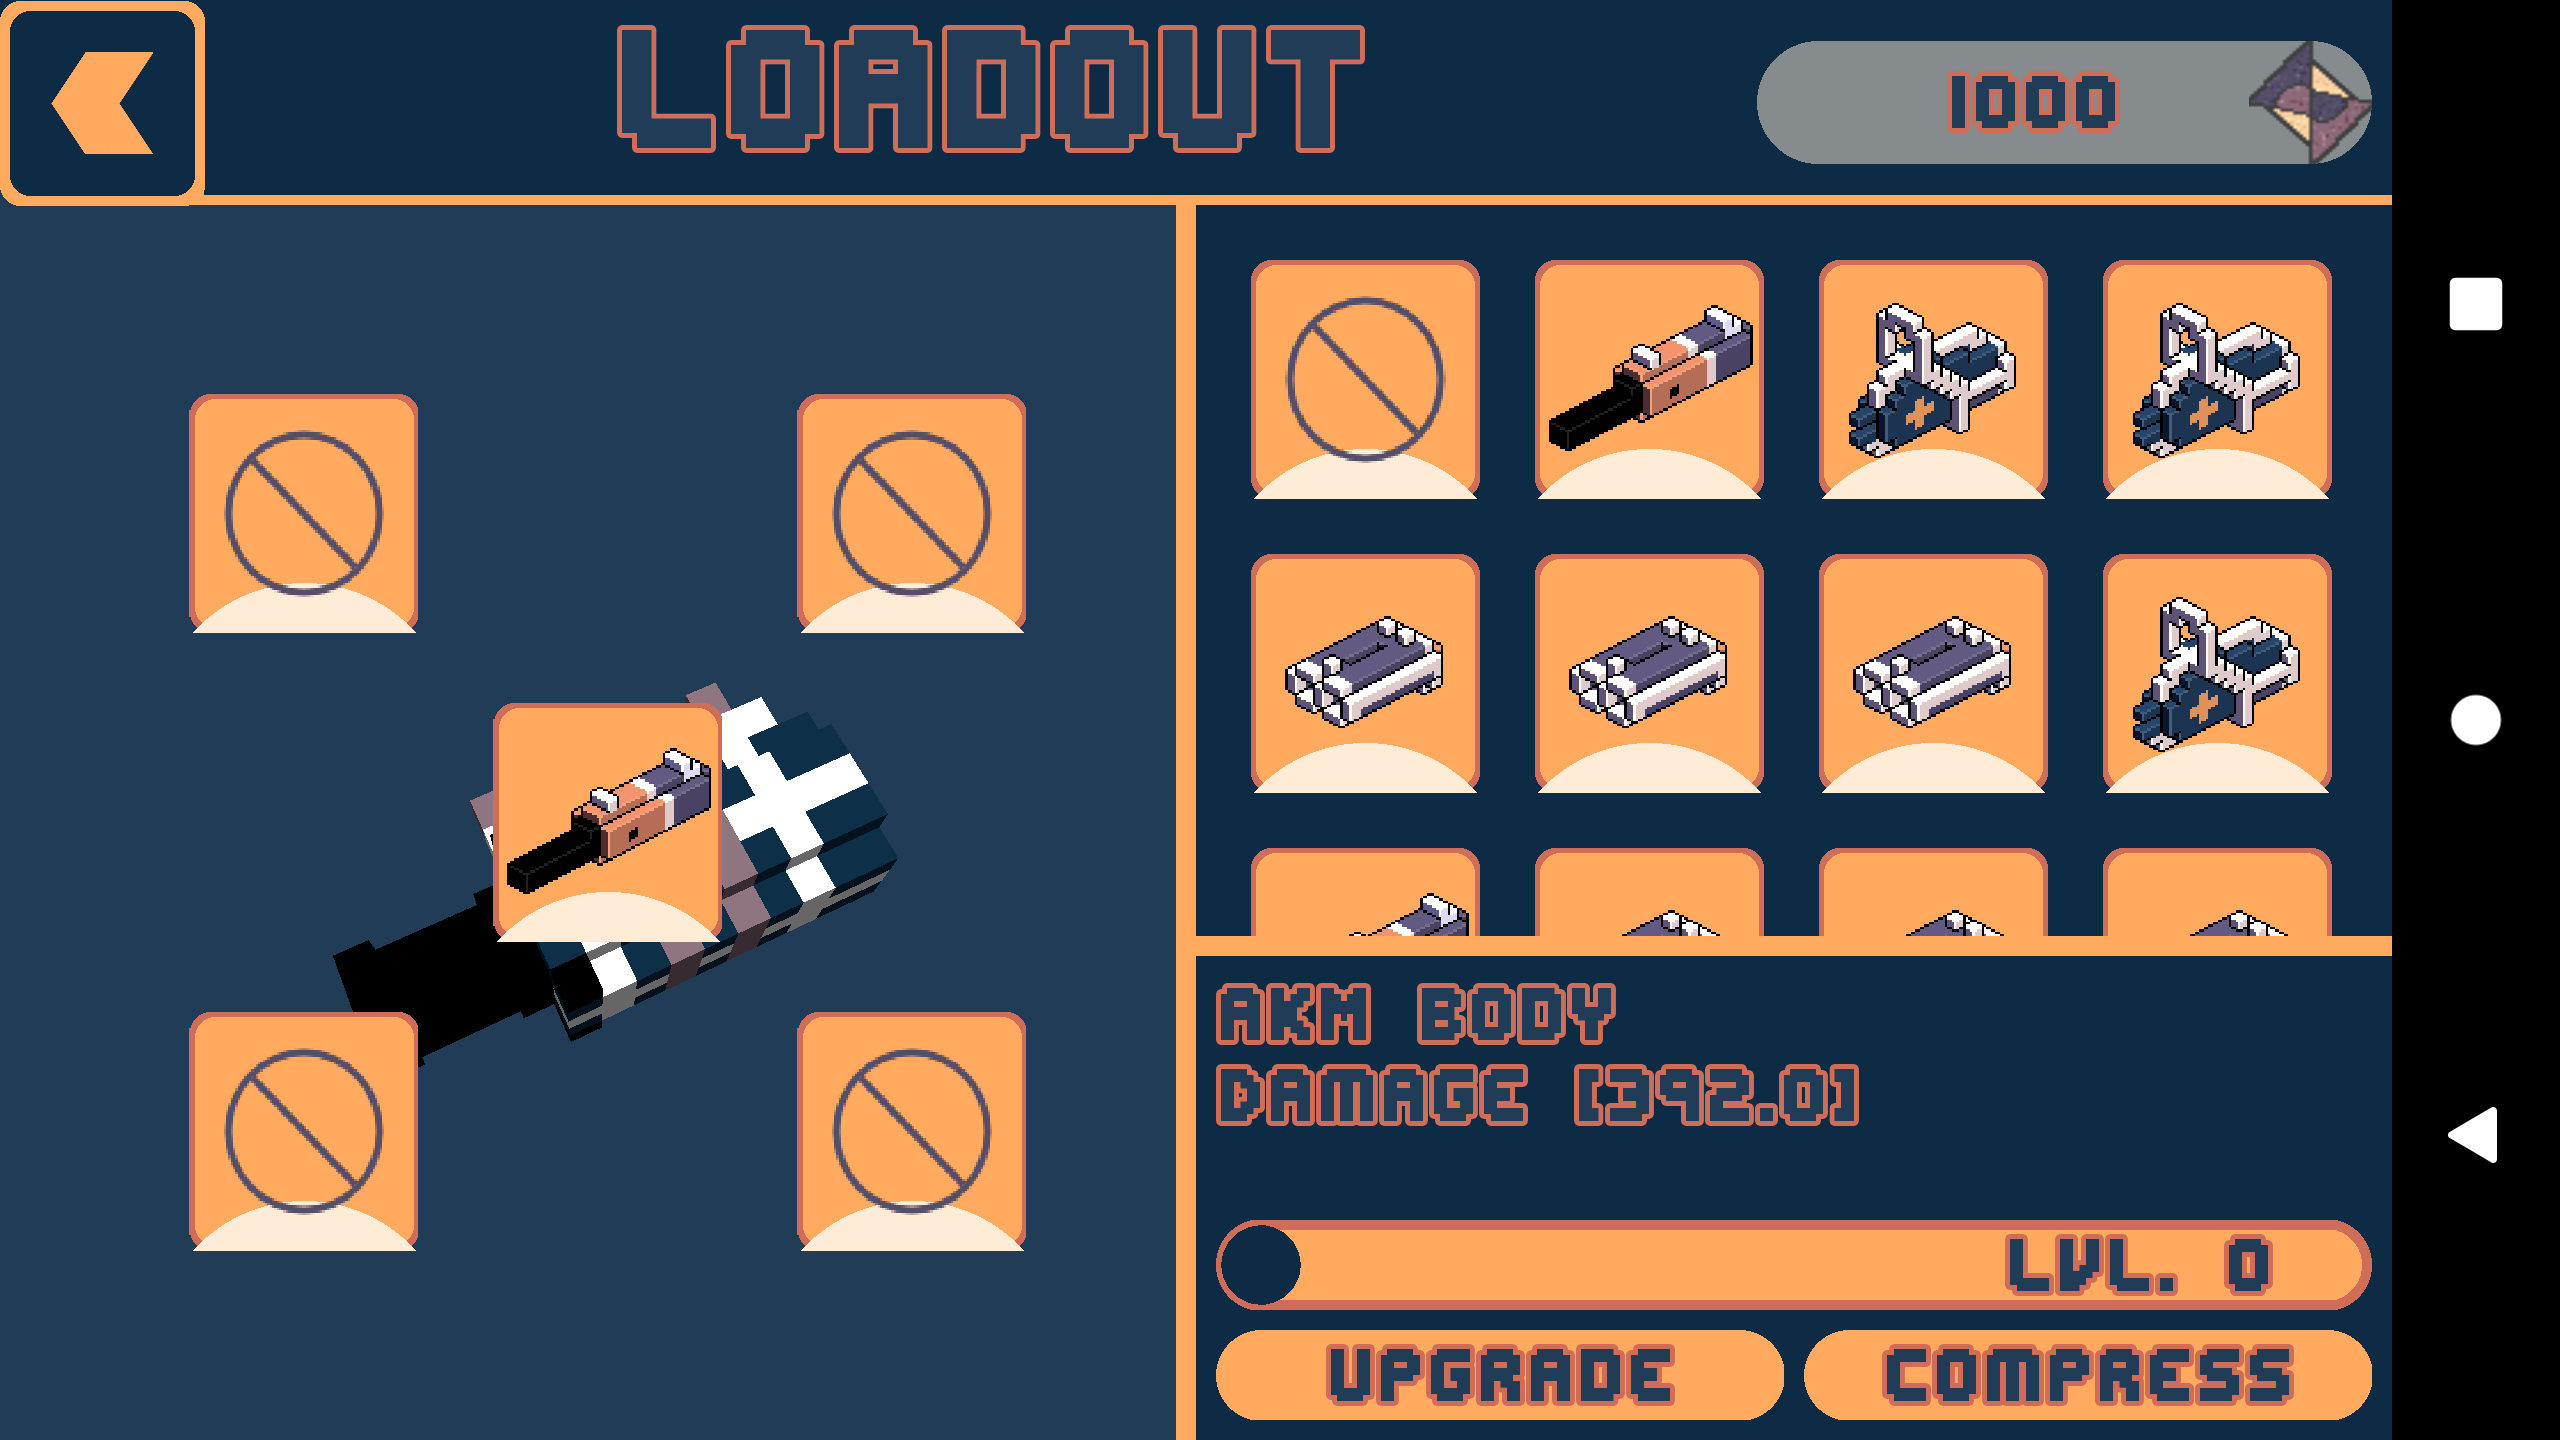 LOADOUT
1000
AKM BODY
DAMAGE [392.0]
LVL. 0
UPGRADE
COMPRESS